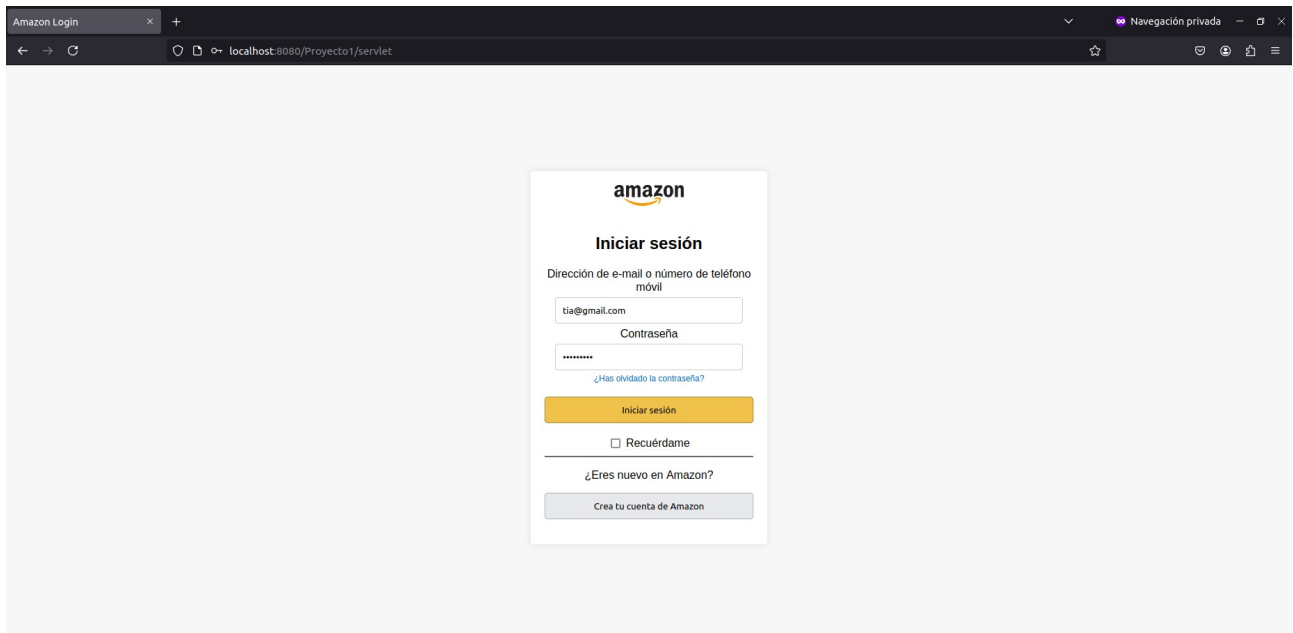 Amazon Login
Navegación privada
localhost:8080/Proyecto1/servlet
amazon
Iniciar sesión
Dirección de e-mail o número de teléfono
móvil
tia@gmail.com
Contraseña
•••••••••
¿Has olvidado la contraseña?
Iniciar sesión
Recuérdame
¿Eres nuevo en Amazon?
Crea tu cuenta de Amazon